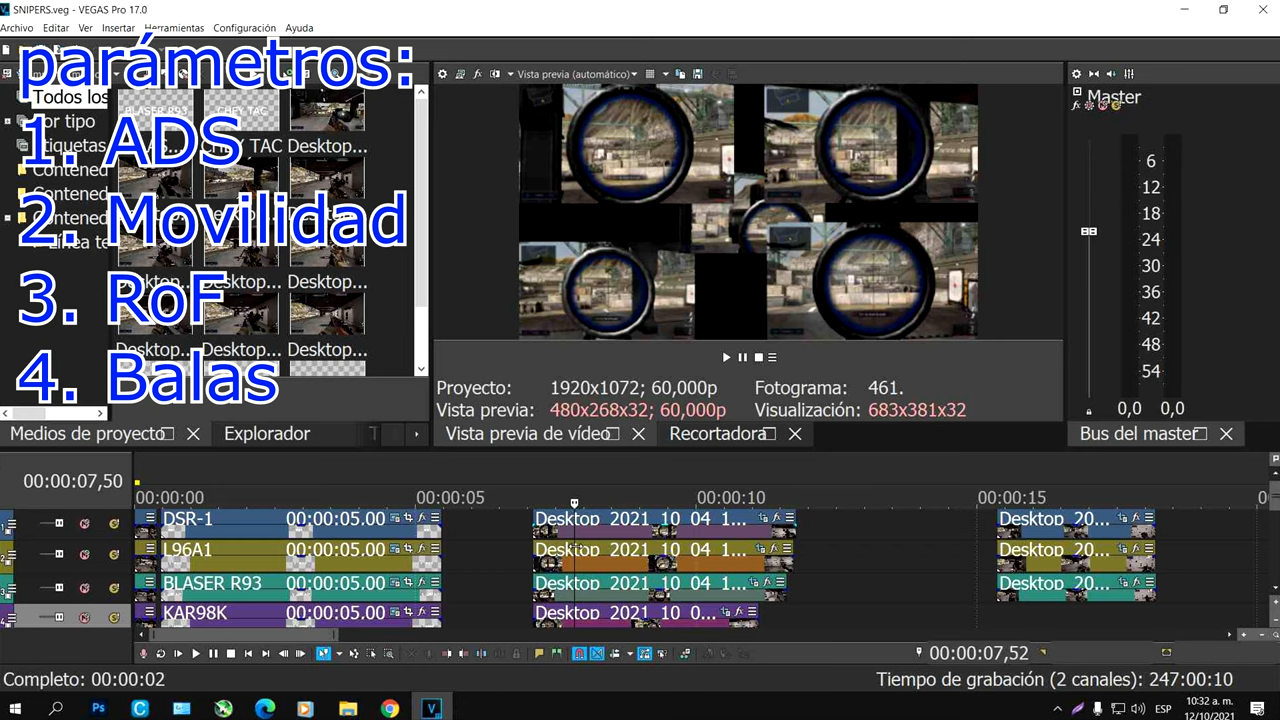 SNIPERS.veg - VEGAS Pro 17.0
Archivo Editar Ver Insertar Herramientas Configuración Ayuda
parámetros:
1. ADS
2. Movilidad
3. RoF
4. Balas
Todos los
or tipo
tiquetas
Contened
Contened
Contened
Línea te
BLASER R93 CHEY TAC
CHEY TAC Desktop...
Desktop... Desktop... Desktop...
Desktop... Desktop... Desktop...
Medios de proyecto Explorador
Vista previa (automático)
Proyecto: 1920x1072; 60,000p Fotograma: 461.
Vista previa: 480x268x32; 60,000p Visualización: 683x381x32
Vista previa de vídeo Recortadora
Master
6
12
18
24
30
36
42
48
54
0,0 0,0
Bus del master
00:00:07,50
00:00:00 00:00:05 00:00:10 00:00:15
DSR-1 00:00:05.00 Desktop 2021 10 04 1... Desktop 20...
L96A1 00:00:05.00 Desktop 2021 10 04 1... Desktop 20...
BLASER R93 00:00:05.00 Desktop 2021 10 04 1... Desktop 20...
KAR98K 00:00:05.00 Desktop 2021 10 0...
00:00:07,52
Completo: 00:00:02 Tiempo de grabación (2 canales): 247:00:10
Ps ESP 10:32 a. m.
12/10/2021